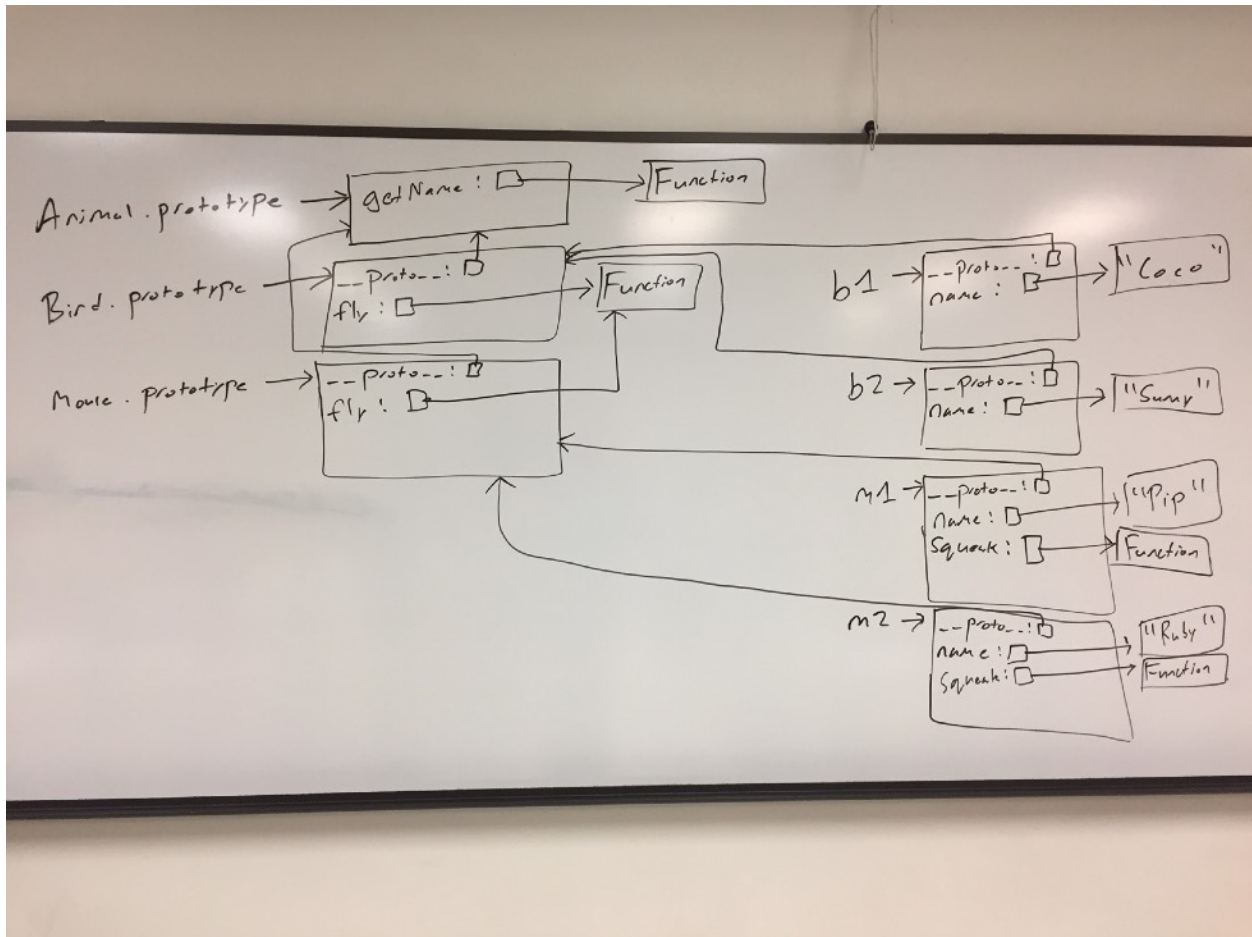 Animal.prototype → getName: Function
Bird.prototype → __proto__:
fly: Function
Mouse.prototype → __proto__:
fly:
b1 → __proto__:
name: "Coco"
b2 → __proto__:
name: "Sunny"
m1 → __proto__:
name: "Pip"
Squeak: Function
m2 → __proto__:
name: "Ruby"
Squeak: Function